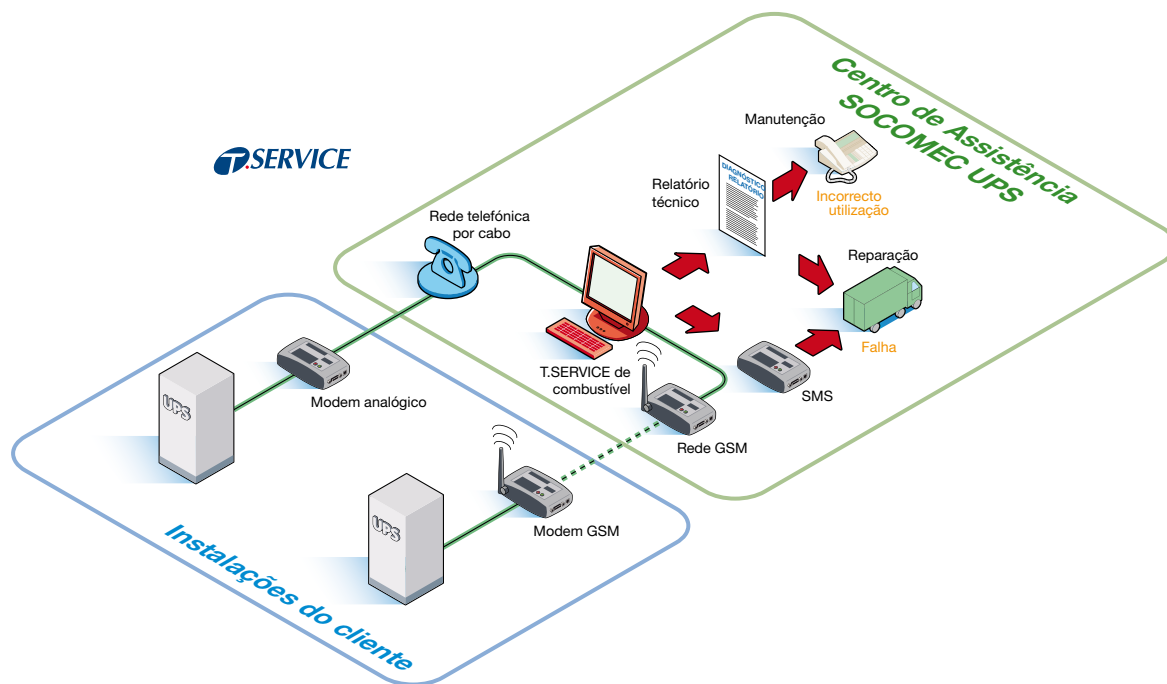 T.SERVICE
Centro de Assistência
SOCOMEC UPS
Manutenção
Incorrecto
utilização
DIAGNÓSTICO
RELATÓRIO
Relatório
técnico
Rede telefónica
por cabo
Reparação
Falha
T.SERVICE de
combustível
SMS
Rede GSM
Modem analógico
UPS
Modem GSM
UPS
Instalações do cliente